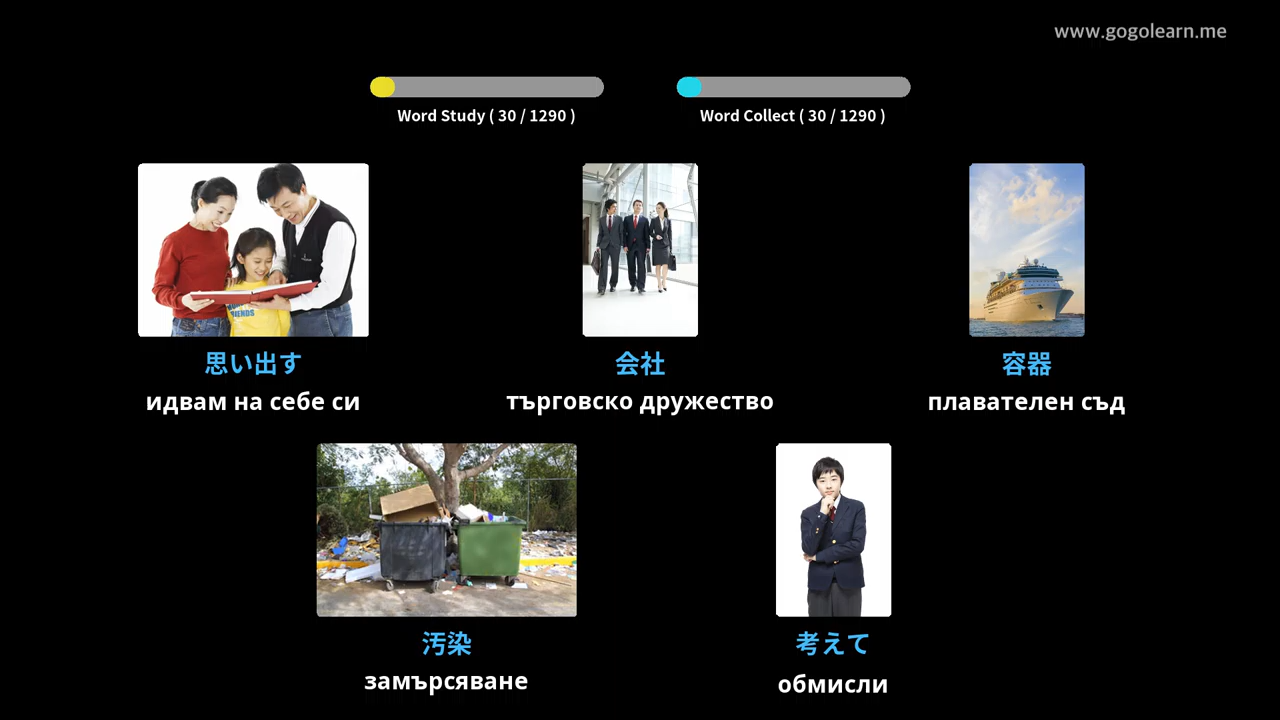 www.gogolearn.me
Word Study ( 30 / 1290 )
Word Collect ( 30 / 1290 )
思い出す
идвам на себе си
会社
търговско дружество
容器
плавателен съд
汚染
замърсяване
考えて
обмисли